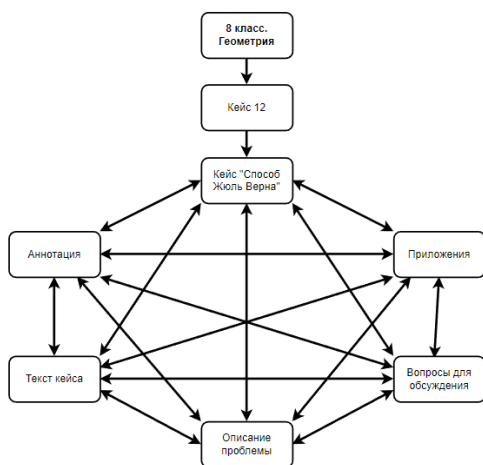 8 класс.
Геометрия
Кейс 12
Кейс "Способ
Жюль Верна"
Аннотация
Приложения
Текст кейса
Вопросы для
обсуждения
Описание
проблемы